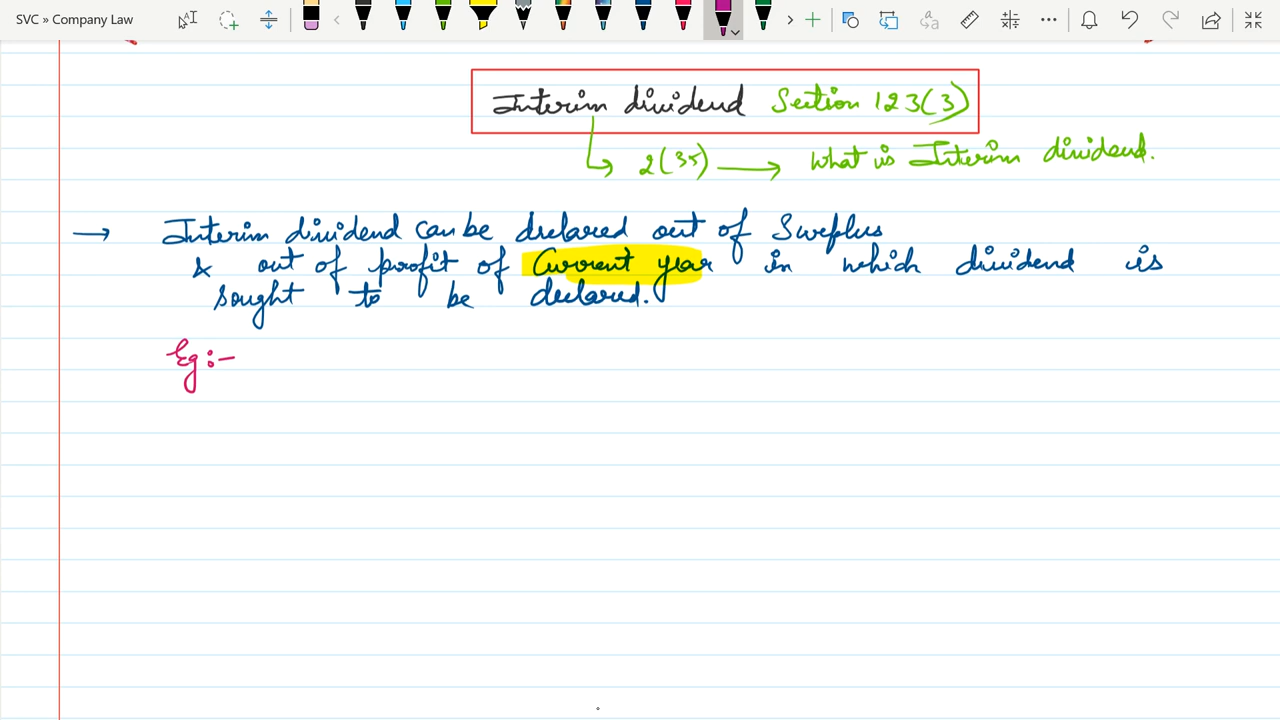 SVC » Company Law
Interim dividend Section 123(3)
2(35) → What is Interim dividend.
→ Interim dividend can be declared out of Surplus
& out of profit of Current year in which dividend is
sought to be declared.
Eg:-